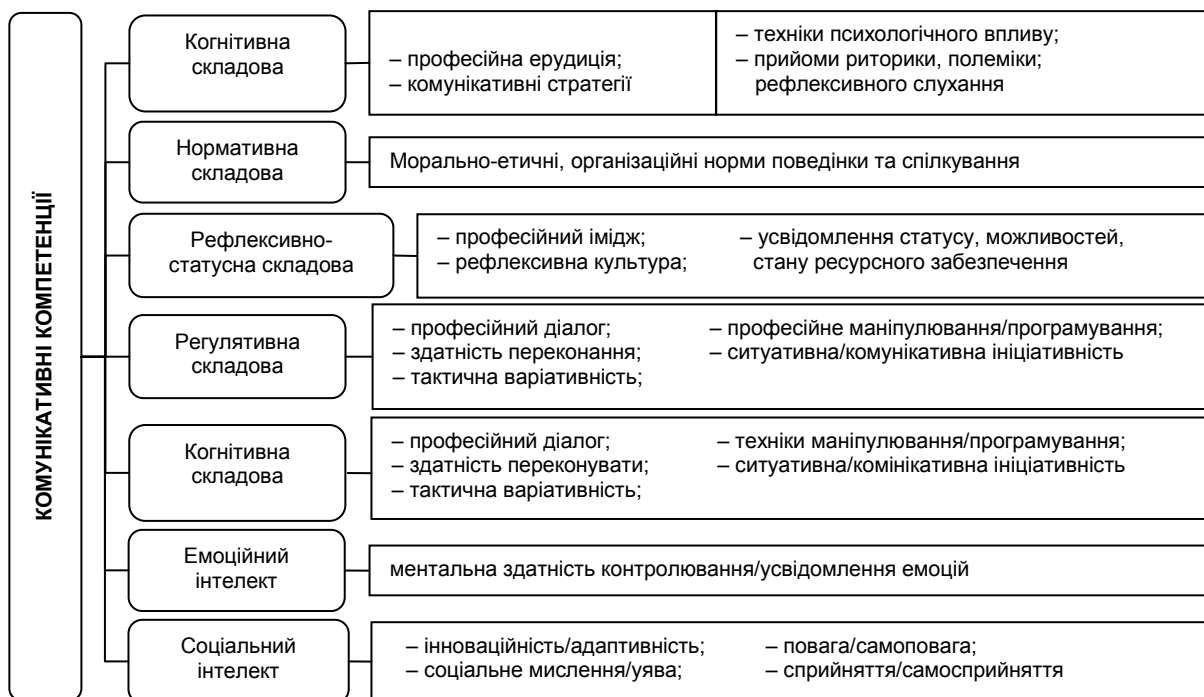 КОМУНІКАТИВНІ КОМПЕТЕНЦІЇ
Когнітивна
складова
– професійна ерудиція;
– комунікативні стратегії
– техніки психологічного впливу;
– прийоми риторики, полеміки;
рефлексивного слухання
Нормативна
складова
Морально-етичні, організаційні норми поведінки та спілкування
Рефлексивно-
статусна складова
– професійний імідж;
– рефлексивна культура;
– усвідомлення статусу, можливостей,
стану ресурсного забезпечення
Регулятивна
складова
– професійний діалог;
– здатність переконання;
– тактична варіативність;
– професійне маніпулювання/програмування;
– ситуативна/комунікативна ініціативність
Когнітивна
складова
– професійний діалог;
– здатність переконувати;
– тактична варіативність;
– техніки маніпулювання/програмування;
– ситуативна/комінікативна ініціативність
Емоційний
інтелект
ментальна здатність контролювання/усвідомлення емоцій
Соціальний
інтелект
– інноваційність/адаптивність;
– соціальне мислення/уява;
– повага/самоповага;
– сприйняття/самосприйняття